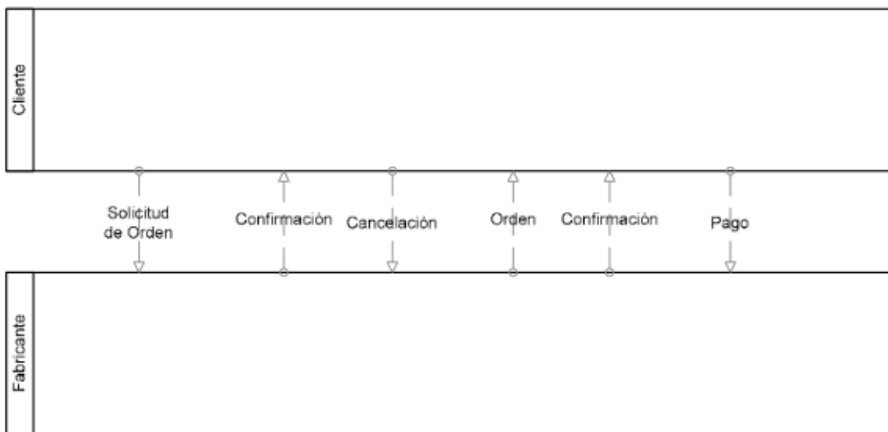 Cliente
Solicitud
de Orden
Confirmación
Cancelación
Orden
Confirmación
Pago
Fabricante